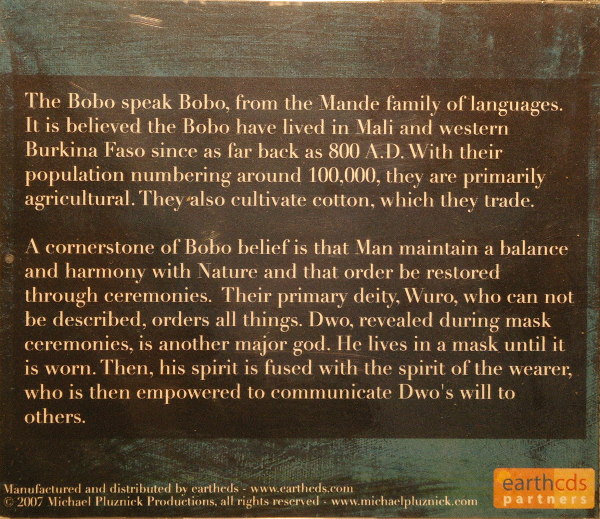 The Bobo speak Bobo, from the Mande family of languages.
It is believed the Bobo have lived in Mali and western
Burkina Faso since as far back as 800 A.D. With their
population numbering around 100,000, they are primarily
agricultural. They also cultivate cotton, which they trade.
A cornerstone of Bobo belief is that Man maintain a balance
and harmony with Nature and that order be restored
through ceremonies. Their primary deity, Wuro, who can not
be described, orders all things. Dwo, revealed during mask
ceremonies, is another major god. He lives in a mask until it
is worn. Then, his spirit is fused with the spirit of the wearer,
who is then empowered to communicate Dwo's will to
others.
Manufactured and distributed by earthcds - www.earthcds.com
© 2007 Michael Pluznick Productions, all rights reserved - www.michaelpluznick.com
earthcds
partners